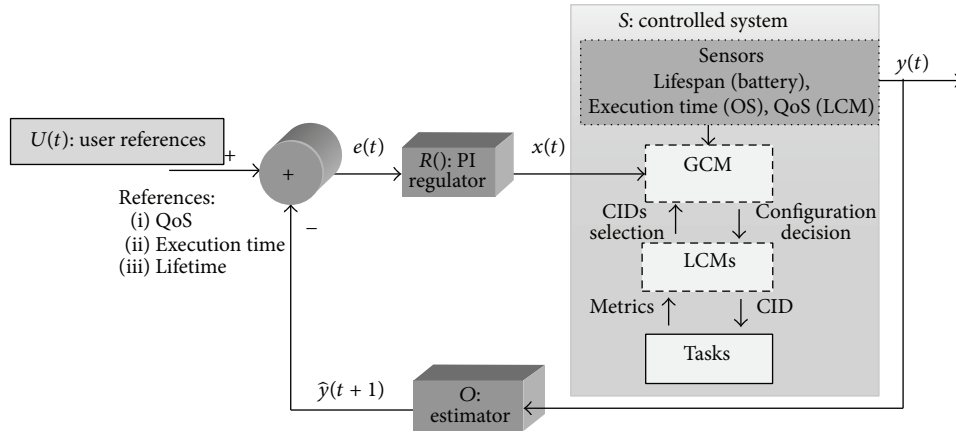 S: controlled system
Sensors
Lifespan (battery),
Execution time (OS), QoS (LCM)
y(t)
U(t): user references
+
+
e(t)
R(): PI
regulator
x(t)
GCM
References:
(i) QoS
(ii) Execution time
(iii) Lifetime
−
CIDs
selection
Configuration
decision
LCMs
Metrics
CID
Tasks
ŷ(t + 1)
O:
estimator